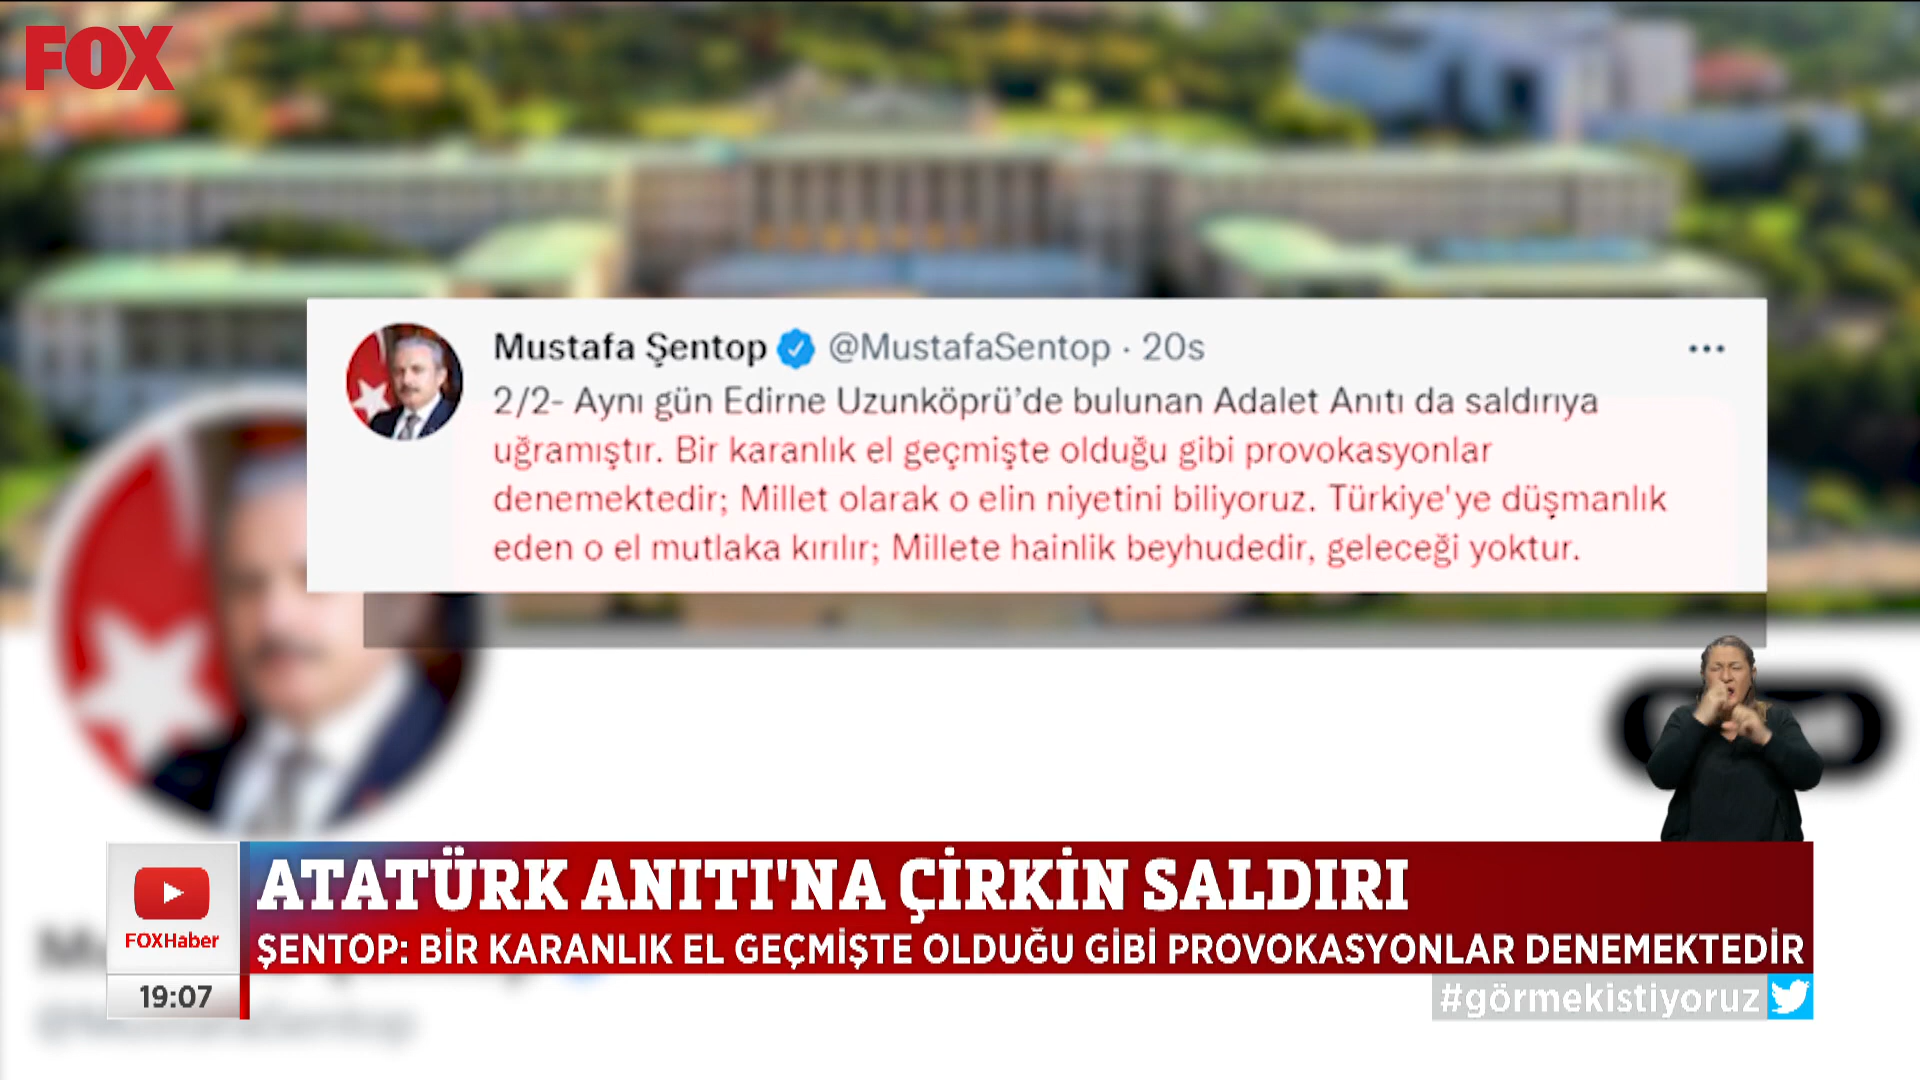 FOX
Mustafa Şentop @MustafaSentop · 20s
2/2- Aynı gün Edirne Uzunköprü’de bulunan Adalet Anıtı da saldırıya
uğramıştır. Bir karanlık el geçmişte olduğu gibi provokasyonlar
denemektedir; Millet olarak o elin niyetini biliyoruz. Türkiye'ye düşmanlık
eden o el mutlaka kırılır; Millete hainlik beyhudedir, geleceği yoktur.
ATATÜRK ANITI'NA ÇİRKİN SALDIRI
FOXHaber
ŞENTOP: BİR KARANLIK EL GEÇMİŞTE OLDUĞU GİBİ PROVOKASYONLAR DENEMEKTEDİR
19:07
#görmekistiyoruz